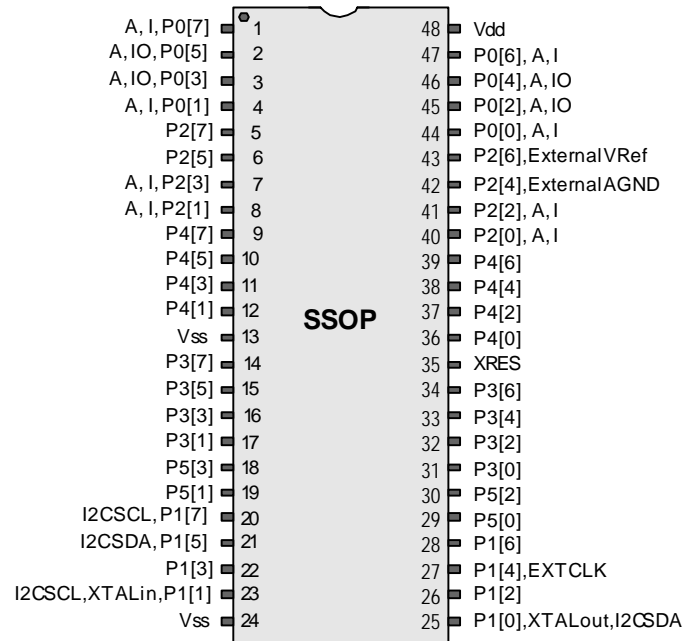 A, I, P0[7] 1 48 Vdd
A, IO, P0[5] 2 47 P0[6], A, I
A, IO, P0[3] 3 46 P0[4], A, IO
A, I, P0[1] 4 45 P0[2], A, IO
P2[7] 5 44 P0[0], A, I
P2[5] 6 43 P2[6], External VRef
A, I, P2[3] 7 42 P2[4], External AGND
A, I, P2[1] 8 41 P2[2], A, I
P4[7] 9 40 P2[0], A, I
P4[5] 10 39 P4[6]
P4[3] 11 38 P4[4]
P4[1] 12 37 P4[2]
SSOP
Vss 13 36 P4[0]
P3[7] 14 35 XRES
P3[5] 15 34 P3[6]
P3[3] 16 33 P3[4]
P3[1] 17 32 P3[2]
P5[3] 18 31 P3[0]
P5[1] 19 30 P5[2]
I2CSCL, P1[7] 20 29 P5[0]
I2CSDA, P1[5] 21 28 P1[6]
P1[3] 22 27 P1[4], EXTCLK
I2CSCL, XTALin, P1[1] 23 26 P1[2]
Vss 24 25 P1[0], XTALout, I2CSDA